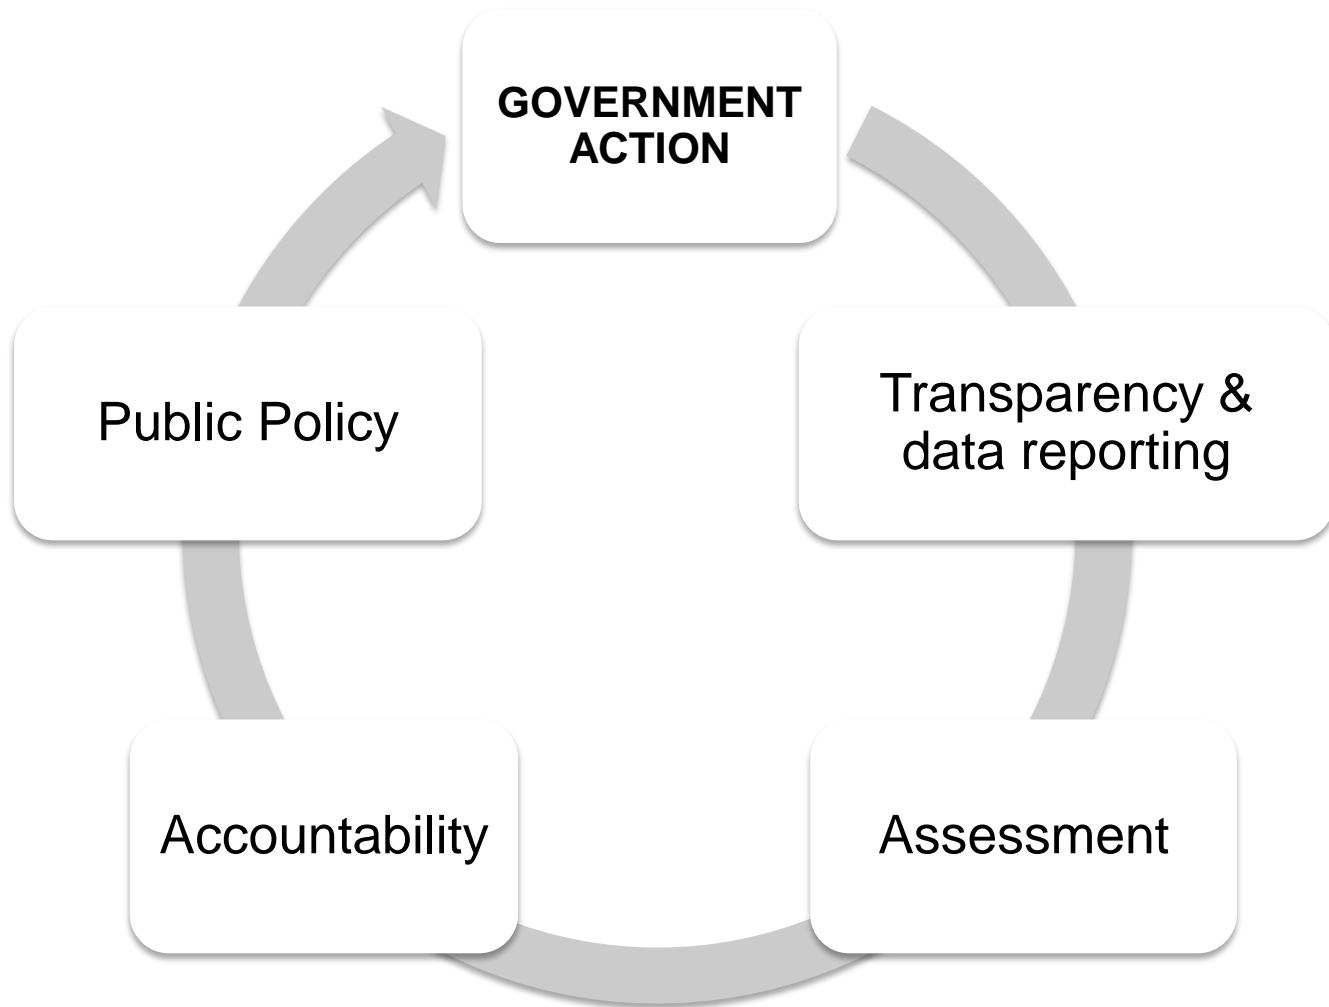 GOVERNMENT
ACTION
Transparency &
data reporting
Assessment
Accountability
Public Policy